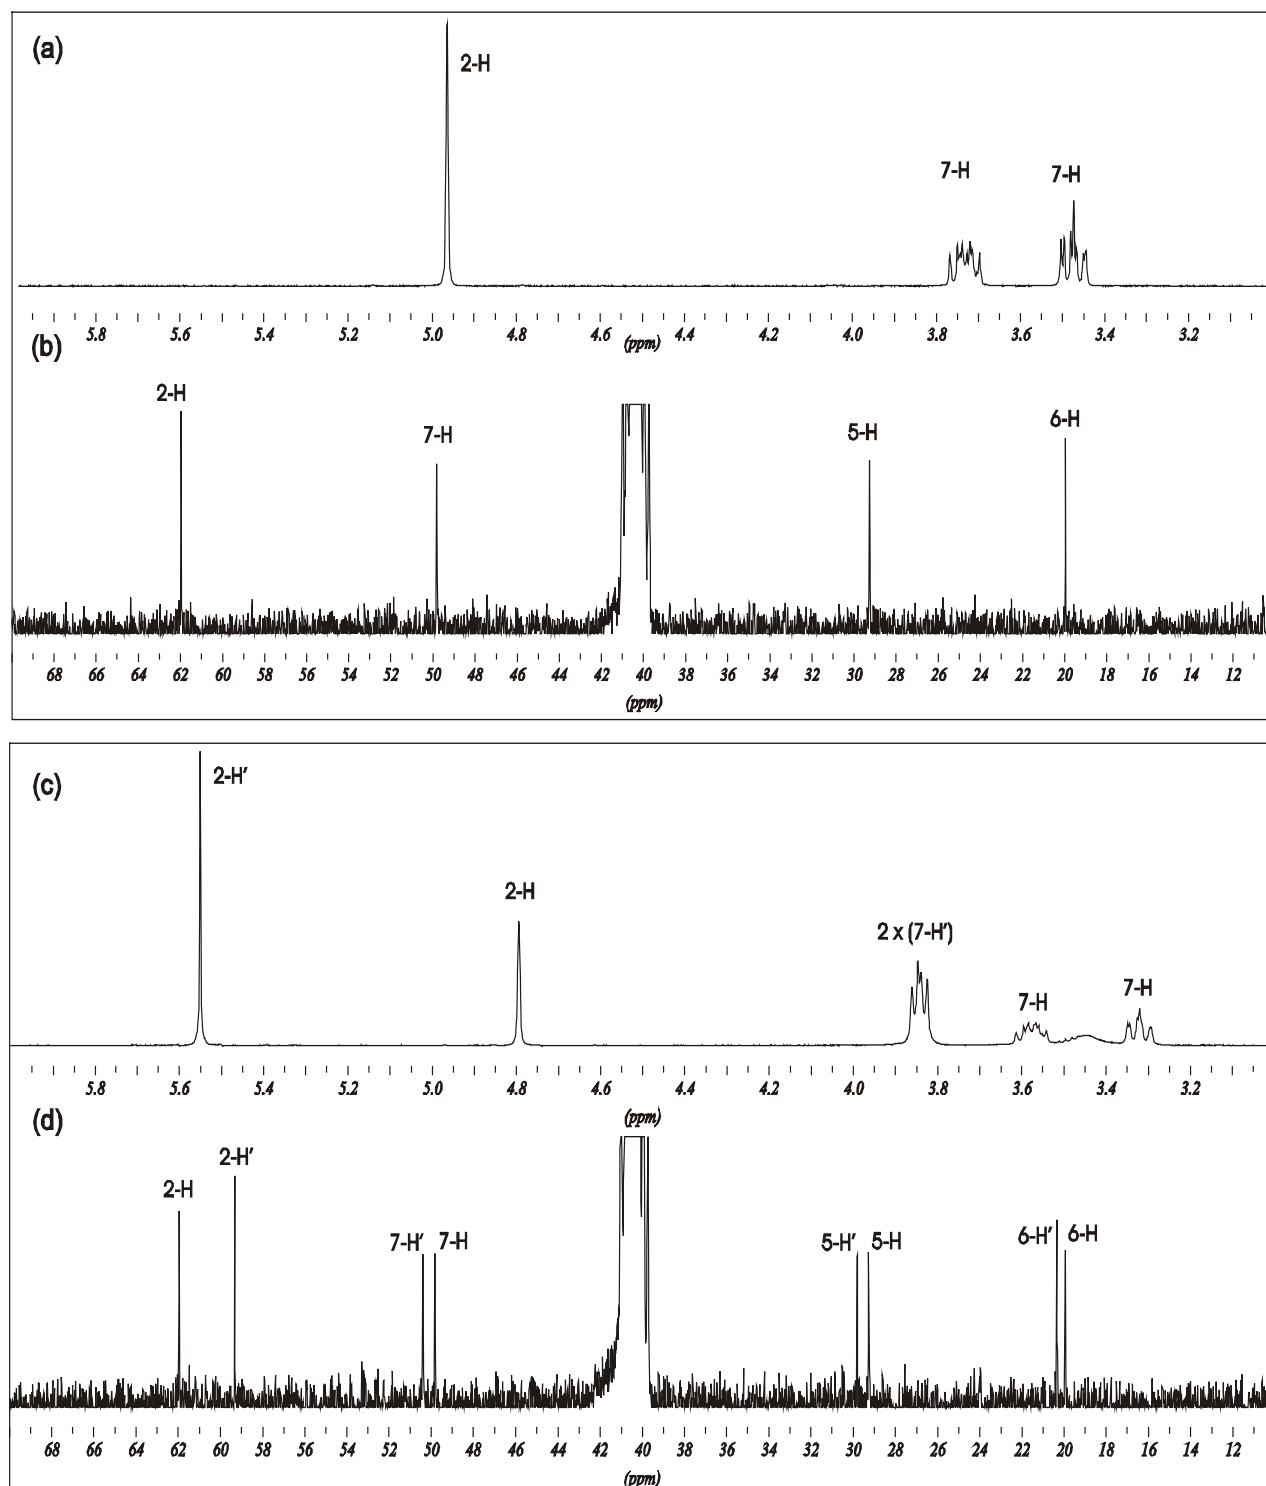 (a)
2-H
7-H 7-H
5.8 5.6 5.4 5.0 4.8 4.6 4.4 4.2 4.0 3.8 3.6 3.4 3.2
(ppm)
(b)
2-H 7-H 5-H 6-H
68 66 64 62 60 58 56 54 52 50 48 46 44 42 40 38 36 34 32 30 28 26 24 22 20 18 16 14 12
(ppm)
(c)
2-H′
2-H
2 x (7-H′)
7-H 7-H
5.8 5.6 5.4 5.0 4.8 4.6 4.4 4.2 4.0 3.8 3.6 3.4 3.2
(ppm)
(d)
2-H 2-H′ 7-H′ 7-H 5-H′ 5-H 6-H′ 6-H
68 66 64 62 60 58 56 54 52 50 48 46 44 42 40 38 36 34 32 30 28 26 24 22 20 18 16 14 12
(ppm)